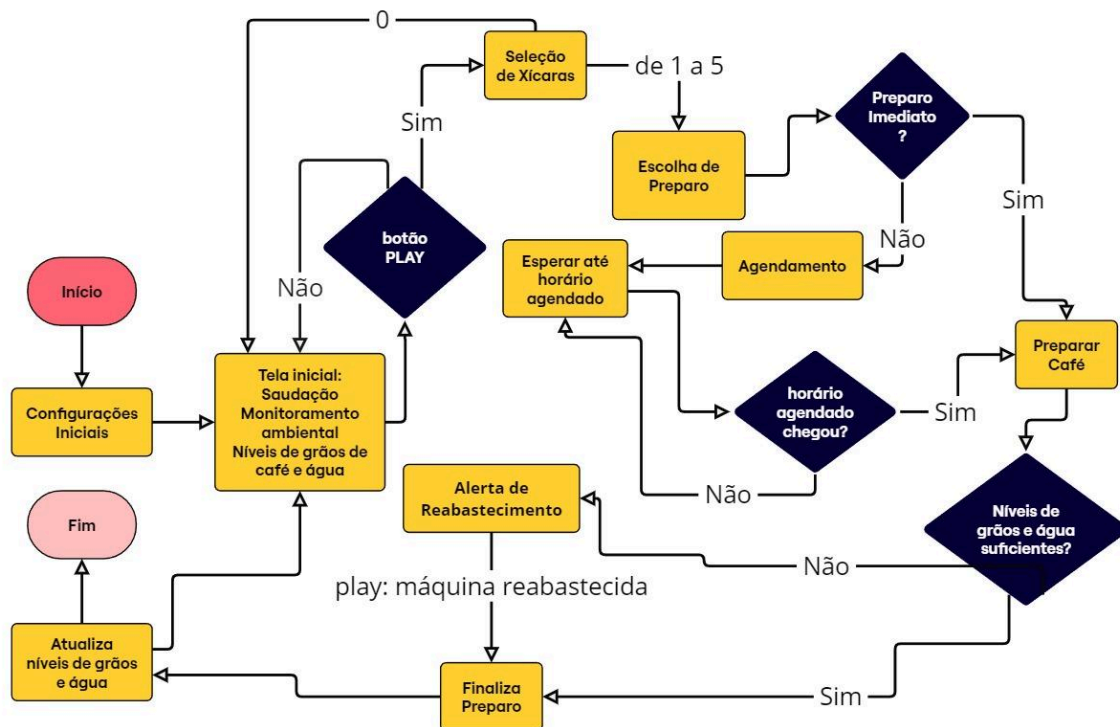 0
Seleção
de Xícaras
de 1 a 5
Preparo
Imediato
?
Sim
Escolha de
Preparo
Sim
botão
PLAY
Não
Não
Esperar até
horário
agendado
Agendamento
Início
Preparar
Café
Tela inicial:
Saudação
Monitoramento
ambiental
Níveis de grãos de
café e água
Configurações
Iniciais
horário
agendado
chegou?
Sim
Não
Alerta de
Reabastecimento
Níveis de
grãos e água
suficientes?
Fim
Não
play: máquina reabastecida
Atualiza
níveis de grãos
e água
Finaliza
Preparo
Sim